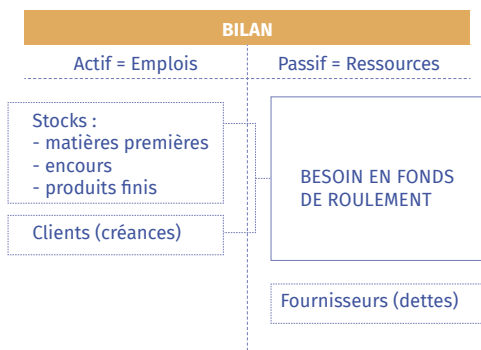 BILAN
Actif = Emplois
Passif = Ressources
Stocks :
- matières premières
- encours
- produits finis
Clients (créances)
BESOIN EN FONDS
DE ROULEMENT
Fournisseurs (dettes)